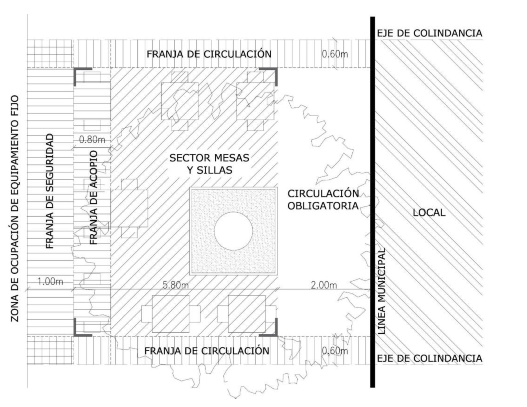 EJE DE COLINDANCIA
FRANJA DE CIRCULACIÓN
0,60m
ZONA DE OCUPACIÓN DE EQUIPAMIENTO FIJO
FRANJA DE SEGURIDAD
FRANJA DE ACOPIO
0.80m
SECTOR MESAS
Y SILLAS
CIRCULACIÓN
OBLIGATORIA
LOCAL
LINEA MUNICIPAL
1.00m
5.80m
2.00m
FRANJA DE CIRCULACIÓN
0,60m
EJE DE COLINDANCIA